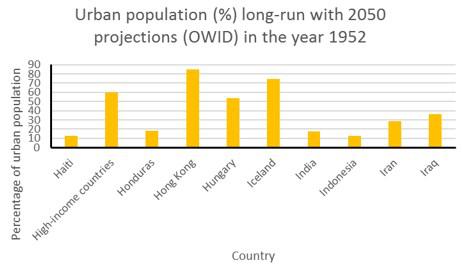 Urban population (%) long-run with 2050
projections (OWID) in the year 1952
Percentage of urban population
90
80
70
60
50
40
30
20
10
0
Haiti
High-income countries
Honduras
Hong Kong
Hungary
Iceland
India
Indonesia
Iran
Iraq
Country